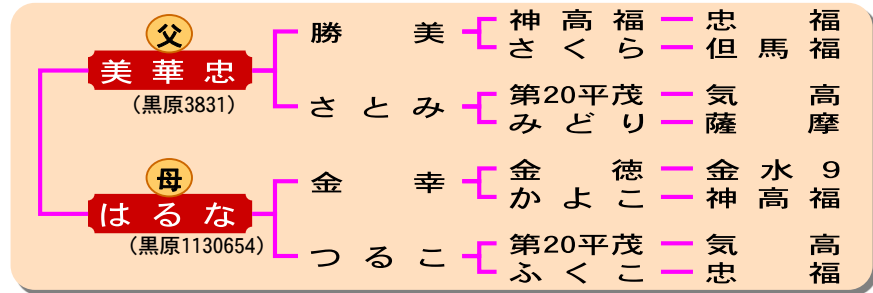 父
美華忠
（黒原3831）
勝美
神高福 忠福
さくら 但馬福
さとみ
第20平茂 気高
みどり 薩摩
母
はるな
（黒原1130654）
金幸
金徳 金水9
かよこ 神高福
つるこ
第20平茂 気高
ふくこ 忠福